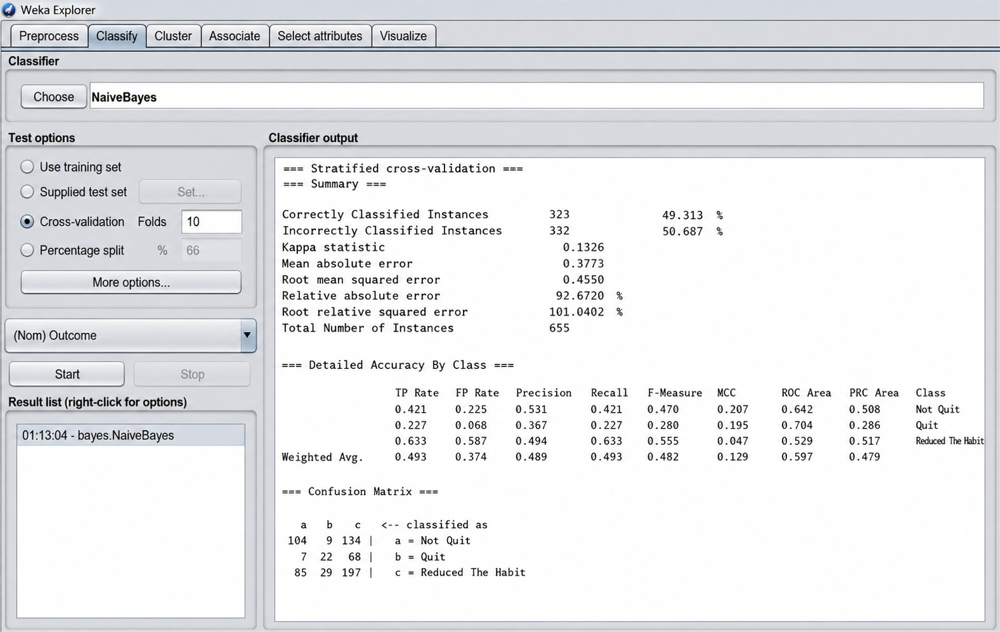 Weka Explorer
Preprocess Classify Cluster Associate Select attributes Visualize
Classifier
Choose NaiveBayes
Test options
Use training set
Supplied test set Set...
Cross-validation Folds 10
Percentage split % 66
More options...
(Nom) Outcome
Start Stop
Result list (right-click for options)
01:13:04 - bayes.NaiveBayes
Classifier output
=== Stratified cross-validation ===
=== Summary ===
Correctly Classified Instances 323 49.313 %
Incorrectly Classified Instances 332 50.687 %
Kappa statistic 0.1326
Mean absolute error 0.3773
Root mean squared error 0.4550
Relative absolute error 92.6720 %
Root relative squared error 101.0402 %
Total Number of Instances 655
=== Detailed Accuracy By Class ===
TP Rate FP Rate Precision Recall F-Measure MCC ROC Area PRC Area Class
0.421 0.225 0.531 0.421 0.470 0.207 0.642 0.508 Not Quit
0.227 0.068 0.367 0.227 0.280 0.195 0.704 0.286 Quit
0.633 0.587 0.494 0.633 0.555 0.047 0.529 0.517 Reduced The Habit
Weighted Avg. 0.493 0.374 0.489 0.493 0.482 0.129 0.597 0.479
=== Confusion Matrix ===
a b c <-- classified as
104 9 134 | a = Not Quit
7 22 68 | b = Quit
85 29 197 | c = Reduced The Habit